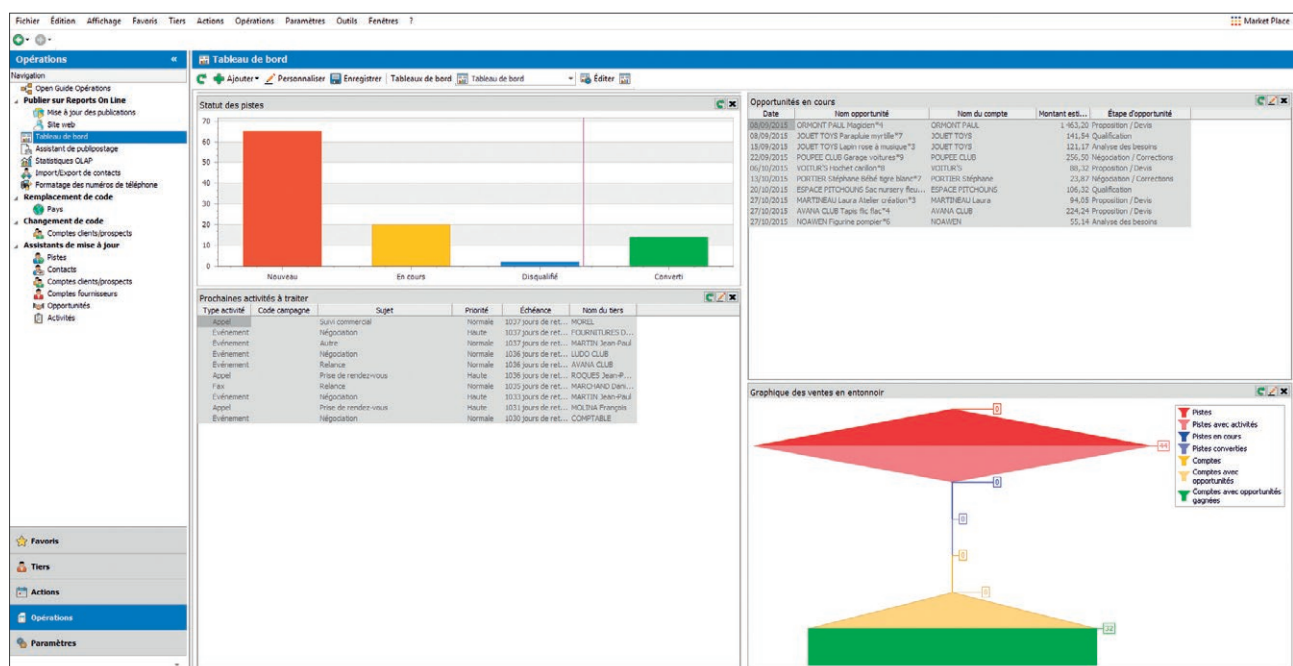 Fichier Édition Affichage Favoris Tiers Actions Opérations Paramètres Outils Fenêtres ? Market Place
Opérations «
Navigation
Open Guide Opérations
Publier sur Reports On Line
Mise à jour des publications
Site web
Tableau de bord
Assistant de publipostage
Statistiques OLAP
Import/Export de contacts
Formatage des numéros de téléphone
Remplacement de code
Pays
Changement de code
Comptes clients/prospects
Assistants de mise à jour
Pistes
Contacts
Comptes clients/prospects
Comptes fournisseurs
Opportunités
Activités
Favoris
Tiers
Actions
Opérations
Paramètres
Tableau de bord
Ajouter Personnaliser Enregistrer Tableaux de bord Tableau de bord Éditer
Statut des pistes
70
60
50
40
30
20
10
0
Nouveau En cours Disqualifié Converti
Prochaines activités à traiter
Type activité Code campagne Sujet Priorité Échéance Nom du tiers
Appel Suivi commercial Normale 1037 jours de ret... MOREL
Evénement Négociation Haute 1037 jours de ret... FOURNITURES D...
Evénement Autre Normale 1037 jours de ret... MARTIN Jean-Paul
Evénement Négociation Normale 1036 jours de ret... LUDO CLUB
Evénement Relance Normale 1036 jours de ret... AVANA CLUB
Appel Prise de rendez-vous Haute 1036 jours de ret... ROQUES Jean-P...
Fax Relance Normale 1035 jours de ret... MARCHAND Dani...
Evénement Négociation Haute 1033 jours de ret... MARTIN Jean-Paul
Appel Prise de rendez-vous Haute 1031 jours de ret... MOLINA François
Evénement Négociation Normale 1030 jours de ret... COMPTABLE
Opportunités en cours
Date Nom opportunité Nom du compte Montant esti... Étape d'opportunité
08/09/2015 ORMONT PAUL Magicien*4 ORMONT PAUL 1 463,20 Proposition / Devis
08/09/2015 JOUET TOYS Parapluie myrtille*7 JOUET TOYS 141,54 Qualification
15/09/2015 JOUET TOYS Lapin rose à musique*3 JOUET TOYS 121,17 Analyse des besoins
22/09/2015 POUPEE CLUB Garage voitures*9 POUPEE CLUB 256,50 Négociation / Corrections
06/10/2015 VOITUR'S Hochet carillon*8 VOITUR'S 88,32 Proposition / Devis
13/10/2015 PORTIER Stéphane Bébé tigre blanc*7 PORTIER Stéphane 23,87 Négociation / Corrections
20/10/2015 ESPACE PITCHOUNS Sac nursery fleu... ESPACE PITCHOUNS 106,32 Qualification
27/10/2015 MARTINEAU Laura Atelier création*3 MARTINEAU Laura 94,05 Proposition / Devis
27/10/2015 AVANA CLUB Tapis flic flac*4 AVANA CLUB 224,24 Proposition / Devis
27/10/2015 NOAWEN Figurine pompier*6 NOAWEN 55,14 Analyse des besoins
Graphique des ventes en entonnoir
0
44
0
0
0
32
Pistes
Pistes avec activités
Pistes en cours
Pistes converties
Comptes
Comptes avec
opportunités
Comptes avec opportunités
gagnées